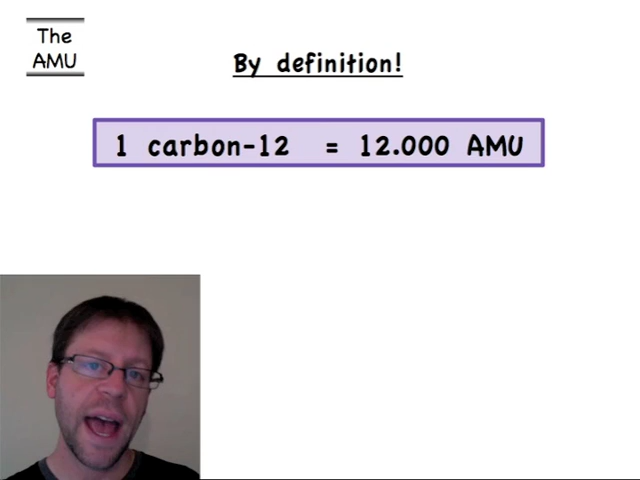 The
AMU
By definition!
1 carbon-12 = 12.000 AMU